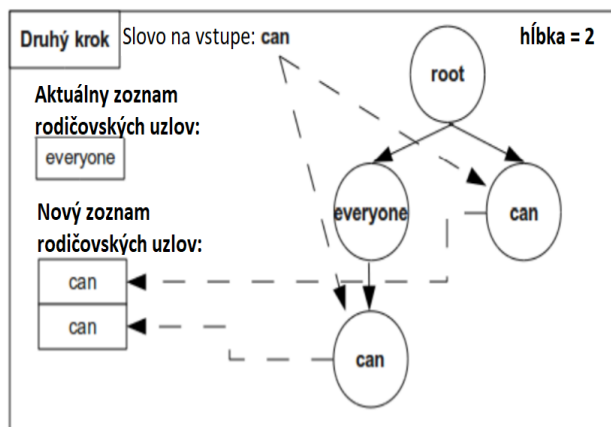 Druhý krok
Slovo na vstupe: can
hĺbka = 2
root
Aktuálny zoznam
rodičovských uzlov:
everyone
everyone
can
Nový zoznam
rodičovských uzlov:
can
can
can